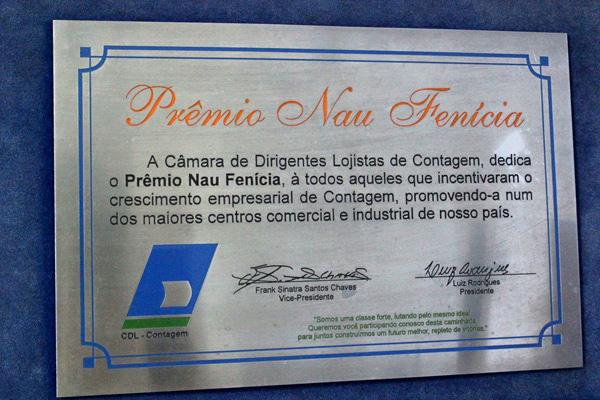 Prêmio Nau Fenícia
A Câmara de Dirigentes Lojistas de Contagem, dedica
o Prêmio Nau Fenícia, à todos aqueles que incentivaram o
crescimento empresarial de Contagem, promovendo-a num
dos maiores centros comercial e industrial de nosso país.
Frank Sinatra Santos Chaves
Vice-Presidente
Luiz Rodrigues
Presidente
CDL - Contagem
"Somos uma classe forte, lutando pelo mesmo ideal
Queremos você participando conosco desta caminhada
para juntos construirmos um futuro melhor, repleto de vitórias."